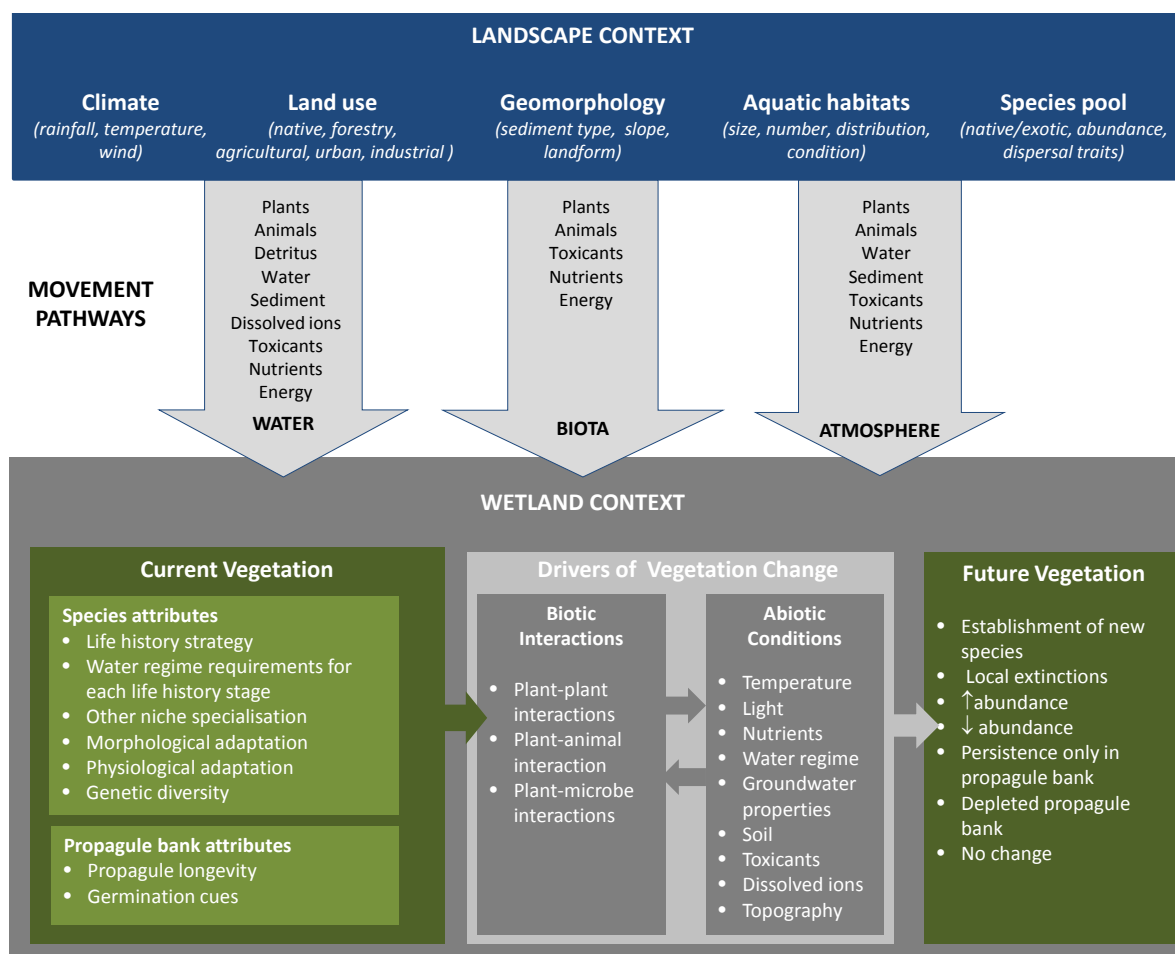 LANDSCAPE CONTEXT
Climate
(rainfall, temperature,
wind)
Land use
(native, forestry,
agricultural, urban, industrial )
Geomorphology
(sediment type, slope,
landform)
Aquatic habitats
(size, number, distribution,
condition)
Species pool
(native/exotic, abundance,
dispersal traits)
MOVEMENT
PATHWAYS
Plants
Animals
Detritus
Water
Sediment
Dissolved ions
Toxicants
Nutrients
Energy
WATER
Plants
Animals
Toxicants
Nutrients
Energy
BIOTA
Plants
Animals
Water
Sediment
Toxicants
Nutrients
Energy
ATMOSPHERE
WETLAND CONTEXT
Current Vegetation
Species attributes
• Life history strategy
• Water regime requirements for
each life history stage
• Other niche specialisation
• Morphological adaptation
• Physiological adaptation
• Genetic diversity
Propagule bank attributes
• Propagule longevity
• Germination cues
Drivers of Vegetation Change
Biotic
Interactions
• Plant-plant
interactions
• Plant-animal
interaction
• Plant-microbe
interactions
Abiotic
Conditions
• Temperature
• Light
• Nutrients
• Water regime
• Groundwater
properties
• Soil
• Toxicants
• Dissolved ions
• Topography
Future Vegetation
• Establishment of new
species
• Local extinctions
• ↑abundance
• ↓ abundance
• Persistence only in
propagule bank
• Depleted propagule
bank
• No change